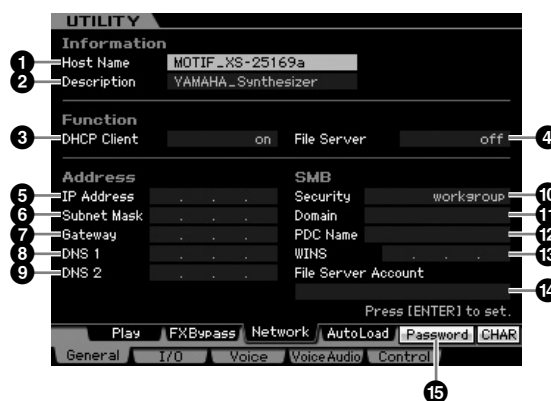 UTILITY
Information
1 Host Name MOTIF_XS-25169a
2 Description YAMAHA_Synthesizer
Function
3 DHCP Client on File Server off 4
Address SMB
5 IP Address . . . Security workgroup 10
6 Subnet Mask . . . Domain 11
7 Gateway . . . PDC Name 12
8 DNS 1 . . . WINS . . . 13
9 DNS 2 . . . File Server Account
14
Press [ENTER] to set.
Play FXBypass Network AutoLoad Password CHAR
General I/O Voice VoiceAudio Control
15